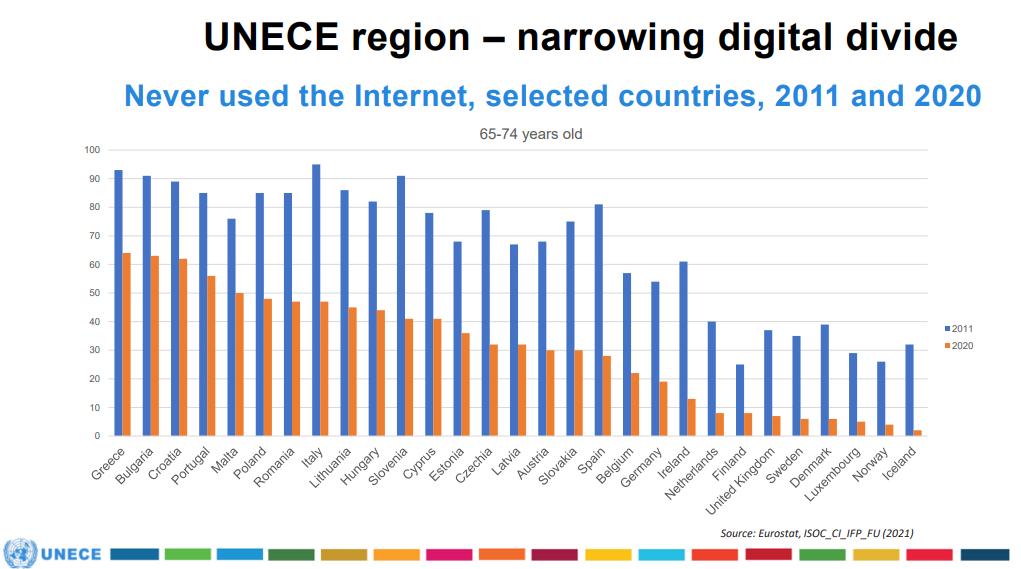 UNECE region – narrowing digital divide
Never used the Internet, selected countries, 2011 and 2020
65-74 years old
100
90
80
70
60
50
40
30
20
10
0
Greece
Bulgaria
Croatia
Portugal
Malta
Poland
Romania
Italy
Lithuania
Hungary
Slovenia
Cyprus
Estonia
Czechia
Latvia
Austria
Slovakia
Spain
Belgium
Germany
Ireland
Netherlands
Finland
United Kingdom
Sweden
Denmark
Luxembourg
Norway
Iceland
2011
2020
Source: Eurostat, ISOC_CI_IFP_FU (2021)
UNECE